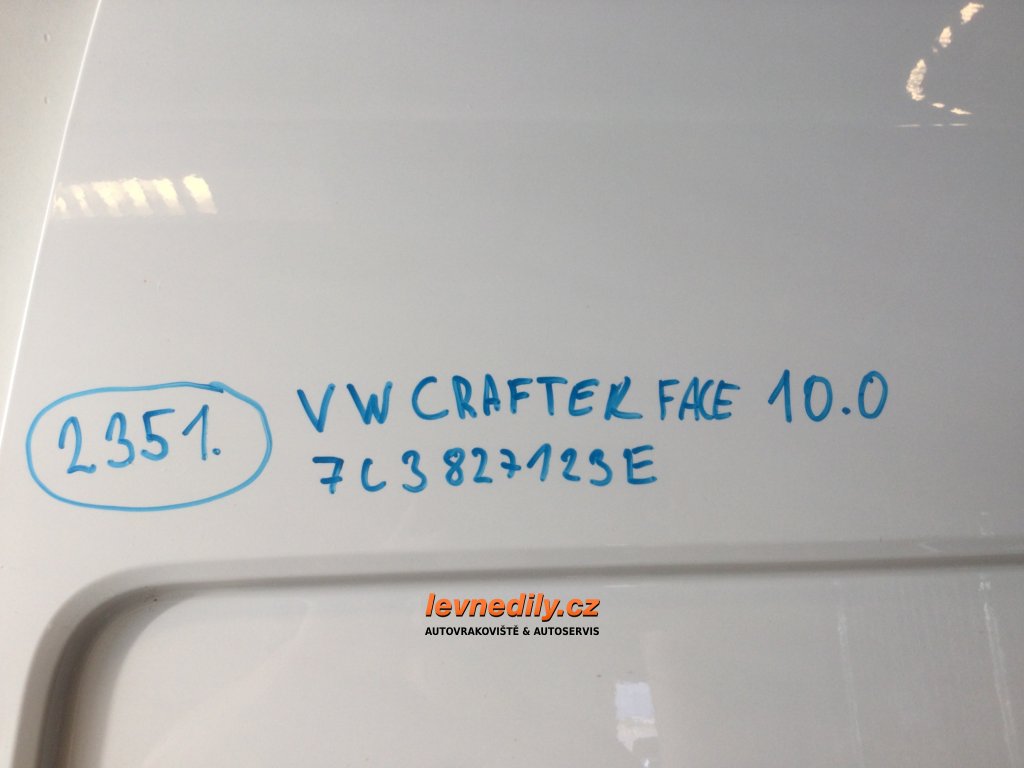 2351.
VW CRAFTER FACE 10.0
7C3827129E
levnedily.cz
AUTOVRAKOVIŠTĚ & AUTOSERVIS